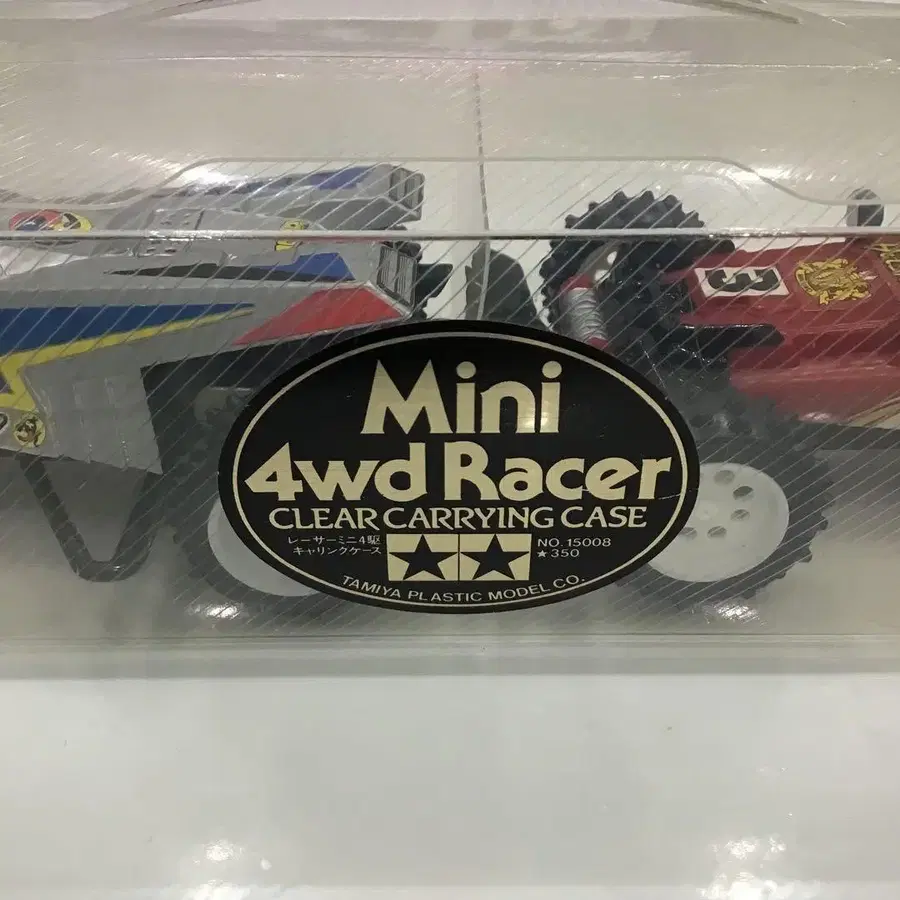 3
Mini
4wd Racer
CLEAR CARRYING CASE
レーサーミニ4駆
キャリングケース
NO. 15008
★350
TAMIYA PLASTIC MODEL CO.